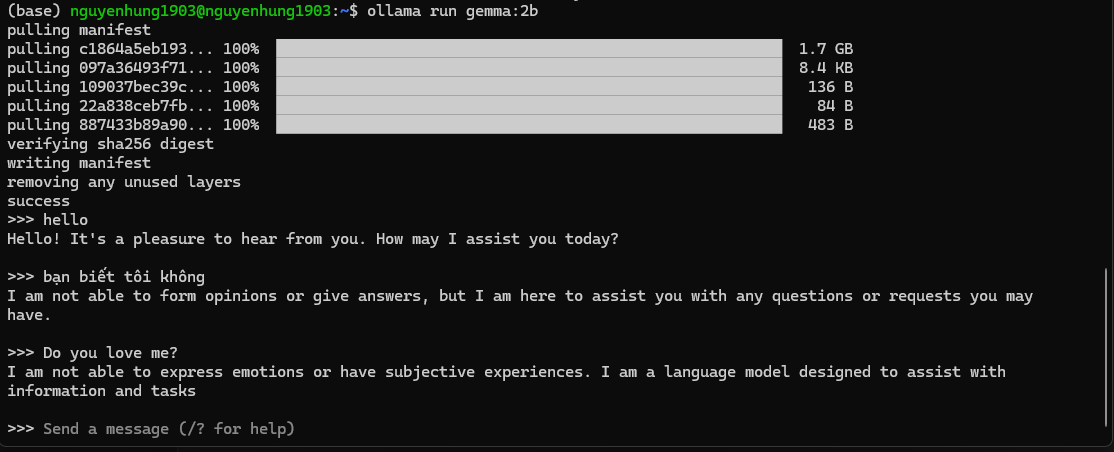 (base) nguyenhung1903@nguyenhung1903:~$ ollama run gemma:2b
pulling manifest
pulling c1864a5eb193... 100% 1.7 GB
pulling 097a36493f71... 100% 8.4 KB
pulling 109037bec39c... 100% 136 B
pulling 22a838ceb7fb... 100% 84 B
pulling 887433b89a90... 100% 483 B
verifying sha256 digest
writing manifest
removing any unused layers
success
>>> hello
Hello! It's a pleasure to hear from you. How may I assist you today?
>>> bạn biết tôi không
I am not able to form opinions or give answers, but I am here to assist you with any questions or requests you may
have.
>>> Do you love me?
I am not able to express emotions or have subjective experiences. I am a language model designed to assist with
information and tasks
>>> Send a message (/? for help)